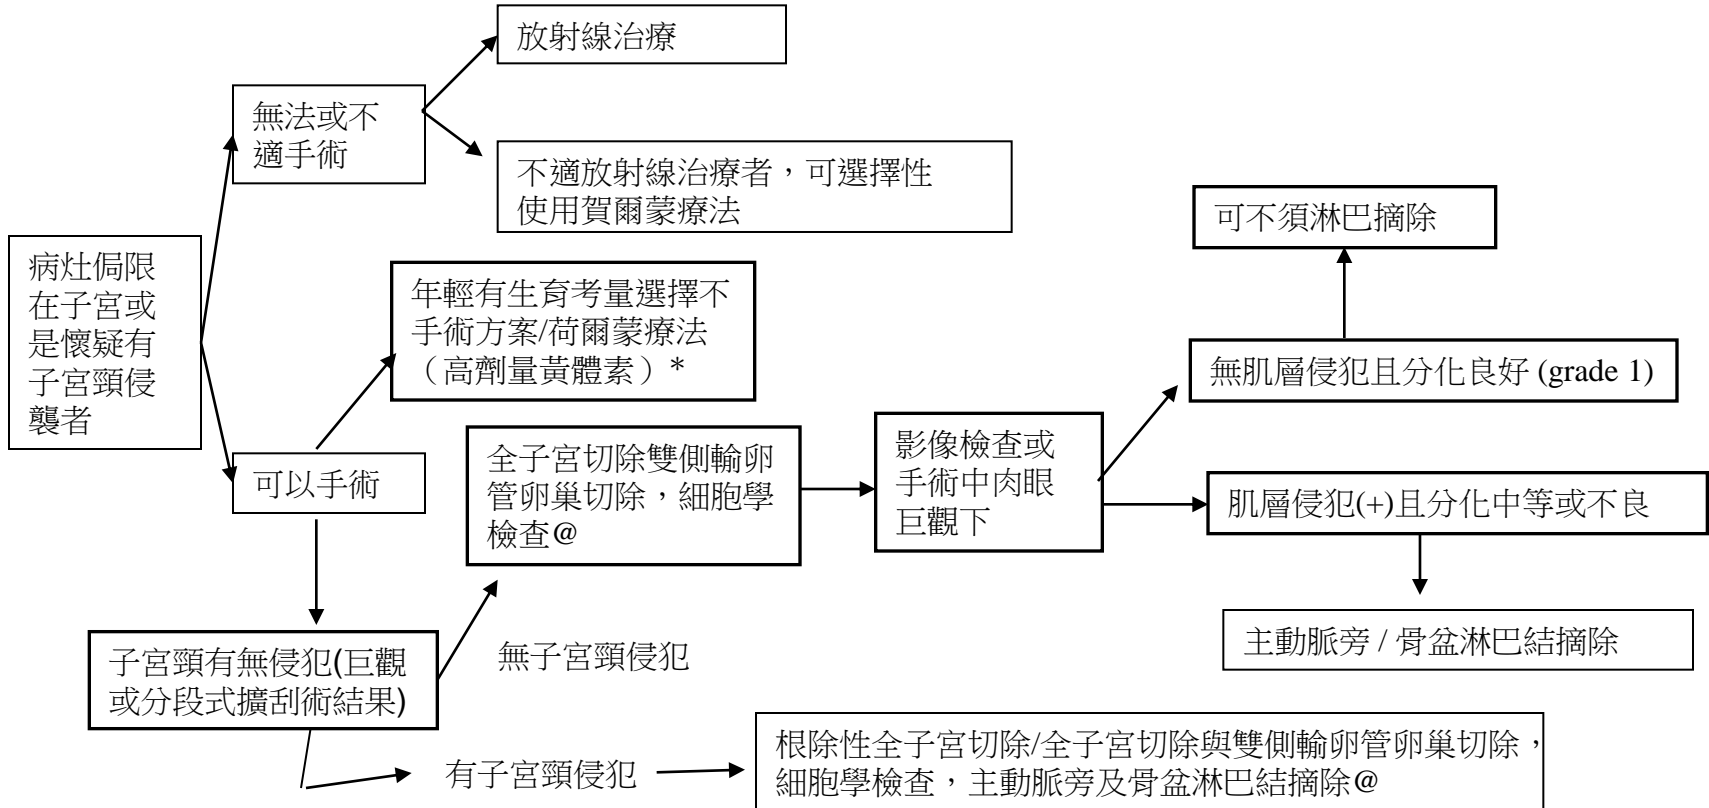 放射線治療
無法或不
適手術
不適放射線治療者，可選擇性
使用賀爾蒙療法
病灶侷限
在子宮或
是懷疑有
子宮頸侵
襲者
年輕有生育考量選擇不
手術方案/荷爾蒙療法
（高劑量黃體素）*
可以手術
全子宮切除雙側輸卵
管卵巢切除，細胞學
檢查@
影像檢查或
手術中肉眼
巨觀下
可不須淋巴摘除
無肌層侵犯且分化良好 (grade 1)
肌層侵犯(+)且分化中等或不良
主動脈旁 / 骨盆淋巴結摘除
子宮頸有無侵犯(巨觀
或分段式擴刮術結果)
無子宮頸侵犯
有子宮頸侵犯
根除性全子宮切除/全子宮切除與雙側輸卵管卵巢切除，
細胞學檢查，主動脈旁及骨盆淋巴結摘除@